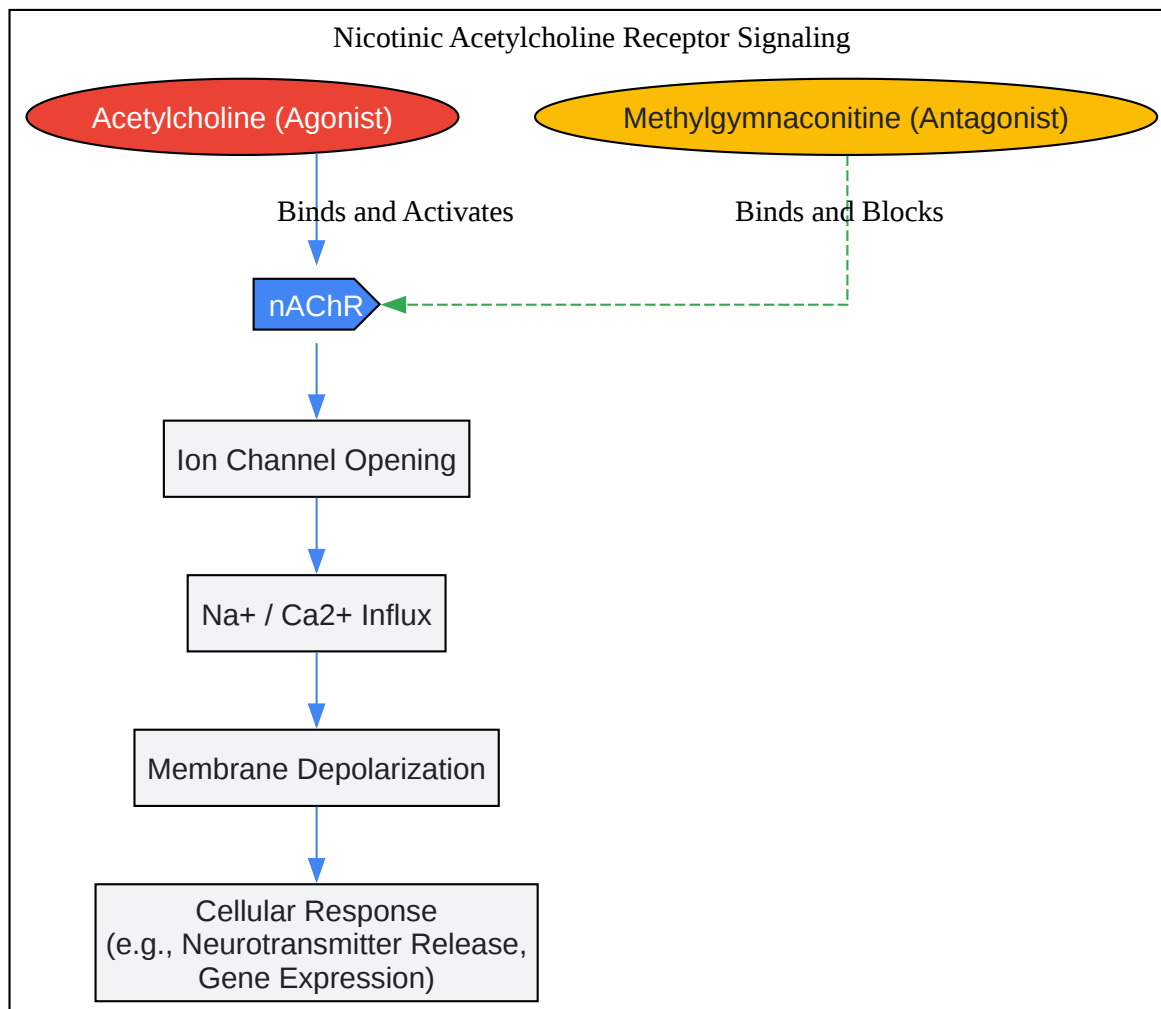 Nicotinic Acetylcholine Receptor Signaling
Acetylcholine (Agonist)
Methylgymnaconitine (Antagonist)
Binds and Activates
Binds and Blocks
nAChR
Ion Channel Opening
Na+ / Ca2+ Influx
Membrane Depolarization
Cellular Response
(e.g., Neurotransmitter Release,
Gene Expression)